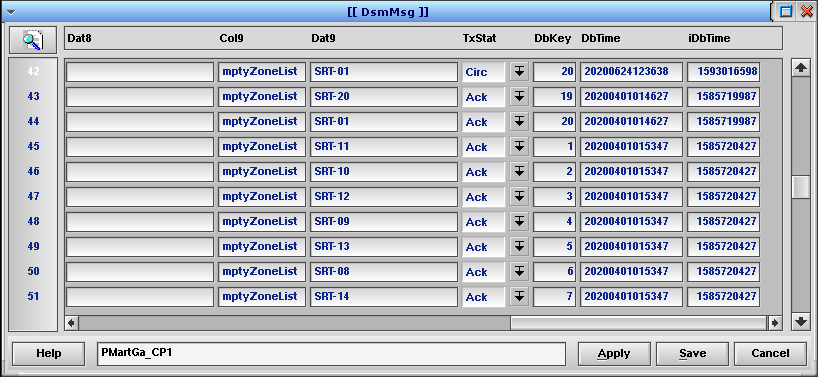 [[ DsmMsg ]]
Dat8 Col9 Dat9 TxStat DbKey DbTime iDbTime
42 mptyZoneList SRT-01 Circ 20 20200624123638 1593016598
43 mptyZoneList SRT-20 Ack 19 20200401014627 1585719987
44 mptyZoneList SRT-01 Ack 20 20200401014627 1585719987
45 mptyZoneList SRT-11 Ack 1 20200401015347 1585720427
46 mptyZoneList SRT-10 Ack 2 20200401015347 1585720427
47 mptyZoneList SRT-12 Ack 3 20200401015347 1585720427
48 mptyZoneList SRT-09 Ack 4 20200401015347 1585720427
49 mptyZoneList SRT-13 Ack 5 20200401015347 1585720427
50 mptyZoneList SRT-08 Ack 6 20200401015347 1585720427
51 mptyZoneList SRT-14 Ack 7 20200401015347 1585720427
Help PMartGa_CP1 Apply Save Cancel